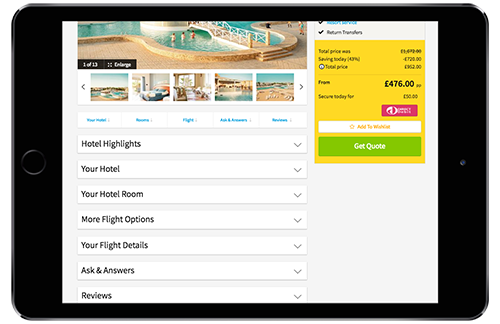 Resort Service
Return Transfers
1 of 13 Enlarge
Total price was £1,672.00
Saving today (43%) -£720.00
Total price £952.00
From £476.00 pp
Secure today for £50.00
Add To Wishlist
Get Quote
Your Hotel Rooms Flight Ask & Answers Reviews
Hotel Highlights
Your Hotel
Your Hotel Room
More Flight Options
Your Flight Details
Ask & Answers
Reviews